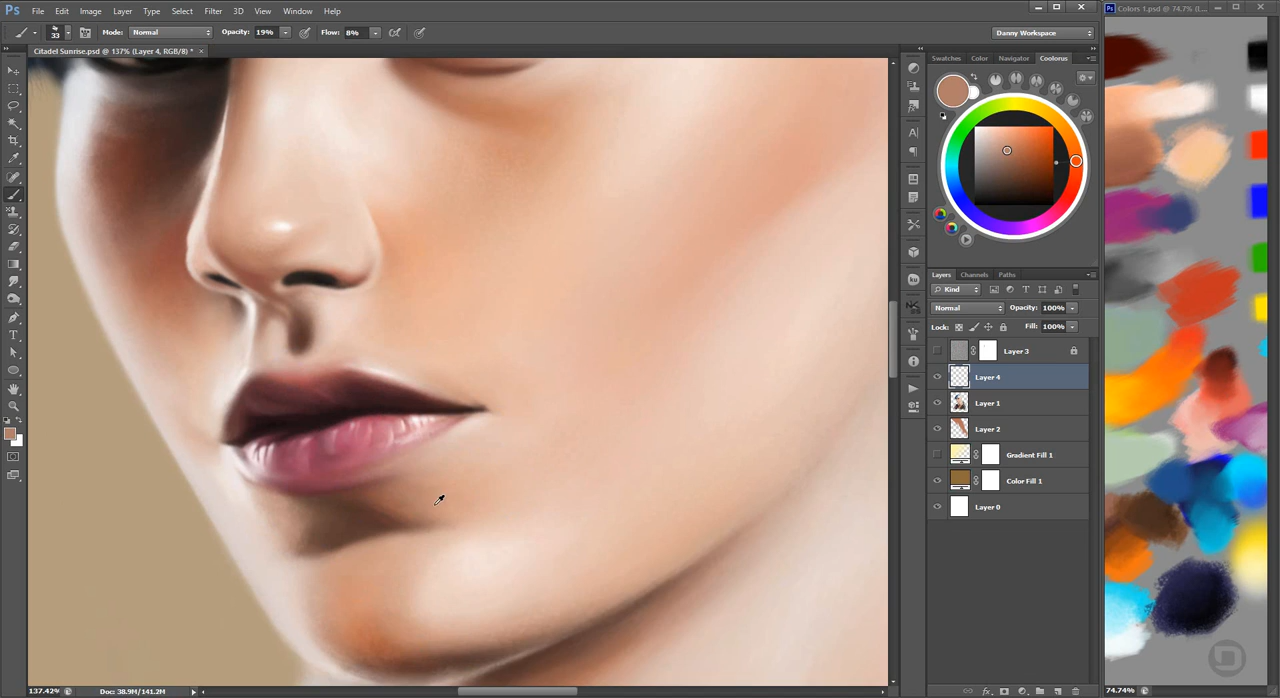 Ps File Edit Image Layer Type Select Filter 3D View Window Help
Ps Colors 1.psd @ 74.7% (L...
33 Mode: Normal Opacity: 19% Flow: 8% Danny Workspace
Citadel Sunrise.psd @ 137% (Layer 4, RGB/8) * ×
Swatches Color Navigator Coolorus
Layers Channels Paths
Kind
Normal Opacity: 100%
Lock: Fill: 100%
Layer 3
Layer 4
Layer 1
Layer 2
Gradient Fill 1
Color Fill 1
Layer 0
137.42% Doc: 38.9M/141.2M
fx
74.74%